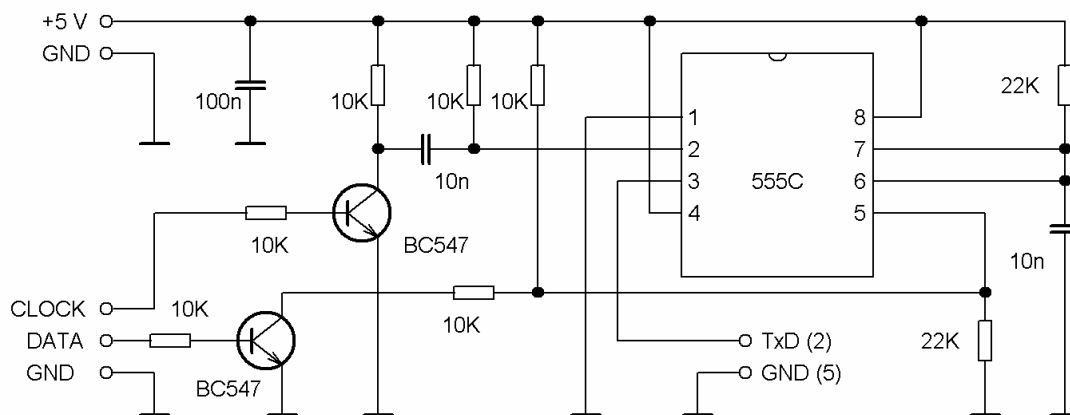 +5 V
GND
100n
10K
10K
10K
22K
1
2
3
4
8
7
6
5
555C
10n
10K
BC547
10n
CLOCK
10K
DATA
10K
TxD (2)
22K
GND
BC547
GND (5)